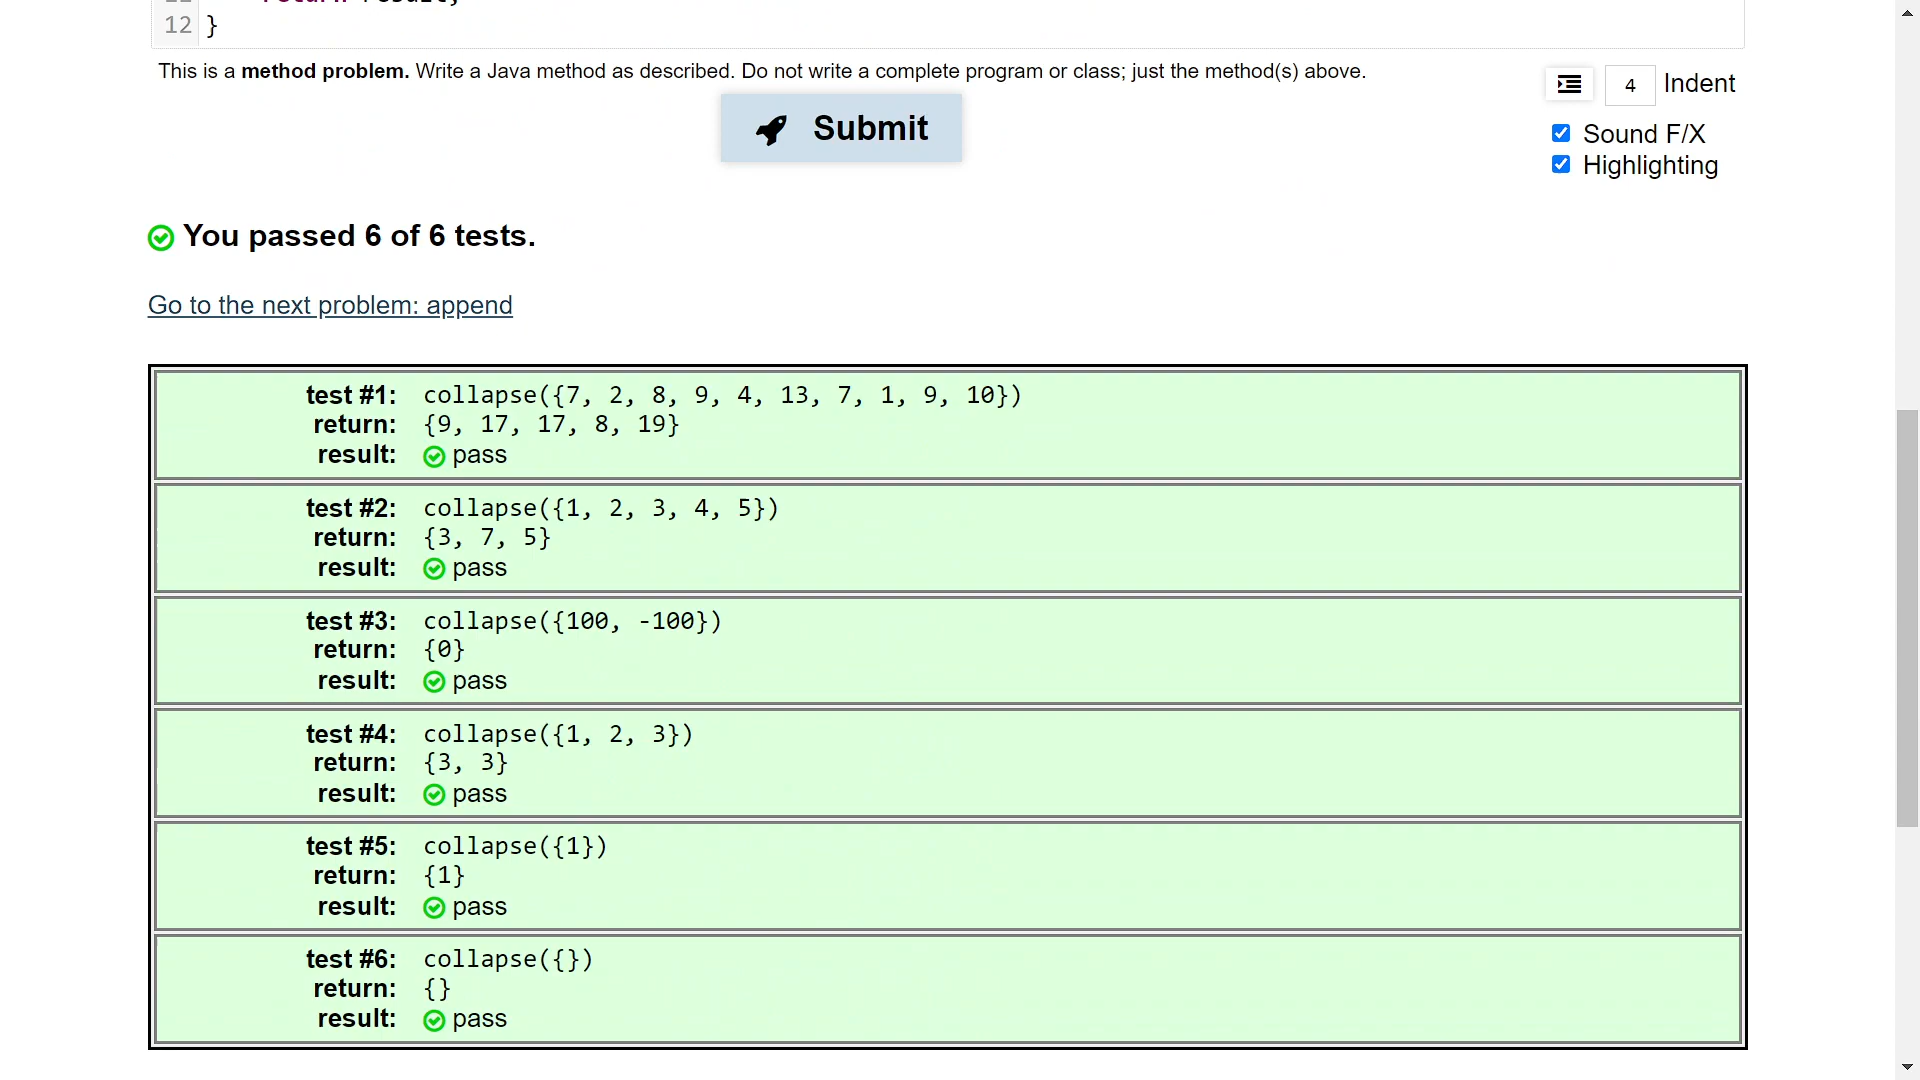 12 }
This is a method problem. Write a Java method as described. Do not write a complete program or class; just the method(s) above.
4 Indent
Submit
Sound F/X
Highlighting
You passed 6 of 6 tests.
Go to the next problem: append
test #1: collapse({7, 2, 8, 9, 4, 13, 7, 1, 9, 10})
return: {9, 17, 17, 8, 19}
result: pass
test #2: collapse({1, 2, 3, 4, 5})
return: {3, 7, 5}
result: pass
test #3: collapse({100, -100})
return: {0}
result: pass
test #4: collapse({1, 2, 3})
return: {3, 3}
result: pass
test #5: collapse({1})
return: {1}
result: pass
test #6: collapse({})
return: {}
result: pass